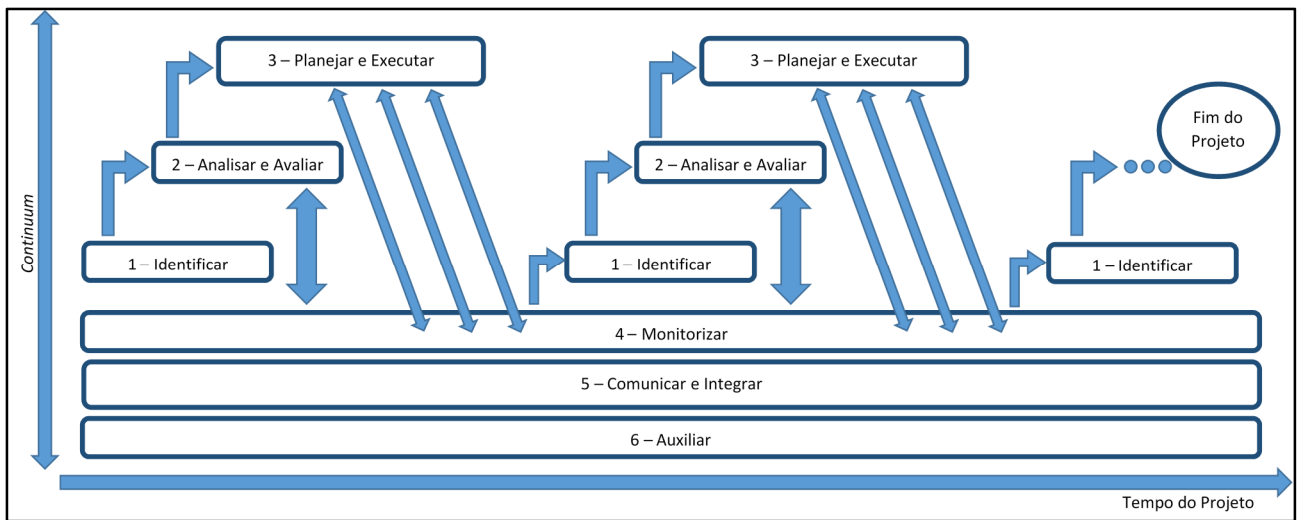 3 – Planejar e Executar
3 – Planejar e Executar
Fim do
Projeto
2 – Analisar e Avaliar
2 – Analisar e Avaliar
Continuum
1 – Identificar
1 – Identificar
1 – Identificar
4 – Monitorizar
5 – Comunicar e Integrar
6 – Auxiliar
Tempo do Projeto